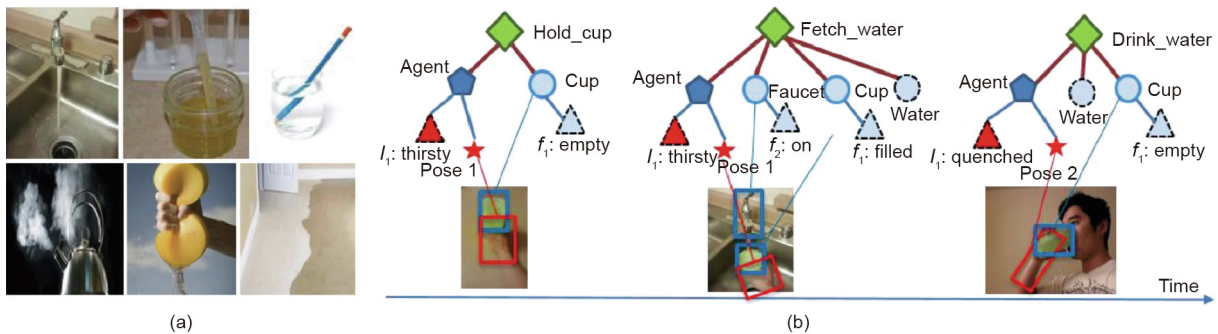 Hold_cup
Agent
Cup
I₁: thirsty
Pose 1
f₁: empty
Fetch_water
Agent
Faucet
Cup
Water
I₁: thirsty
Pose 1
f₂: on
f₁: filled
Drink_water
Agent
Water
Cup
I₁: quenched
Pose 2
f₁: empty
Time
(a)
(b)